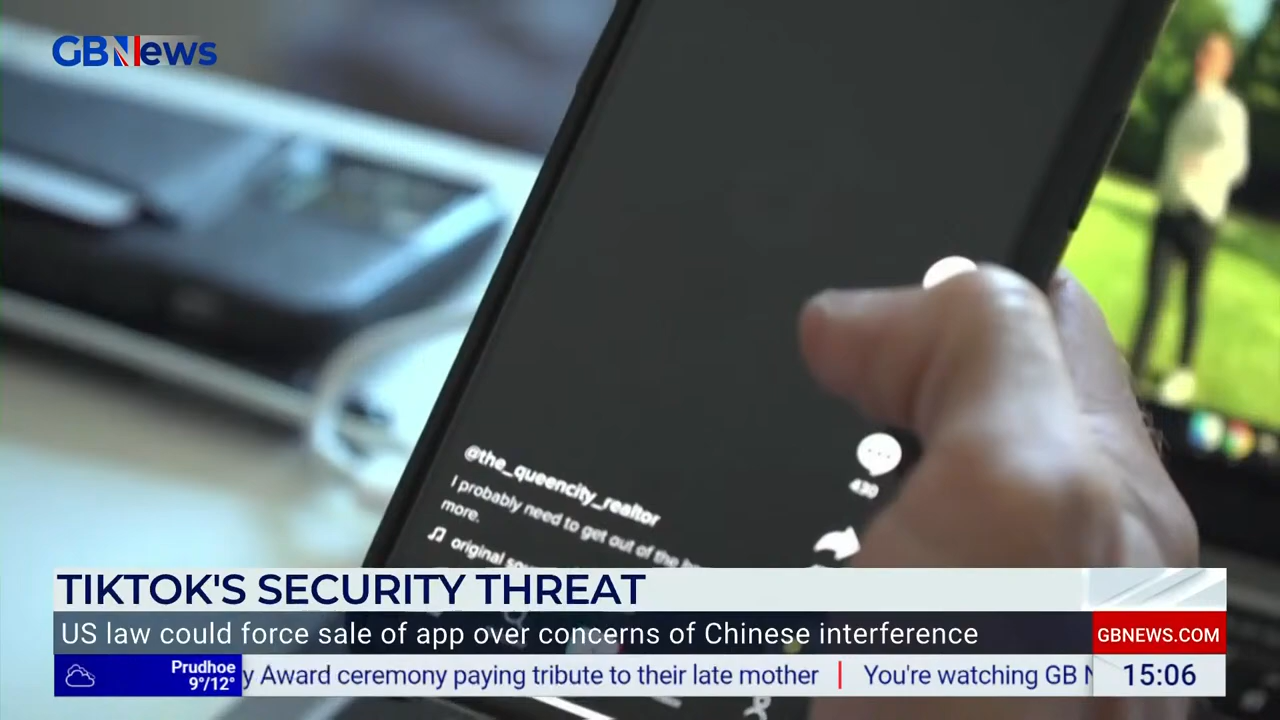 GBNews
@the_queencity_realtor
I probably need to get out of the
more.
original
430
TIKTOK'S SECURITY THREAT
US law could force sale of app over concerns of Chinese interference
GBNEWS.COM
Prudhoe
9°/12°
y Award ceremony paying tribute to their late mother | You're watching GB N
15:06